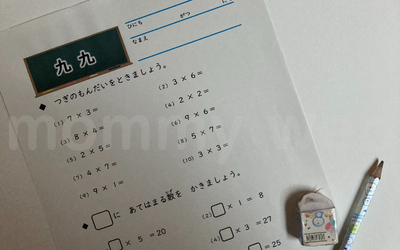 がつ
にち
なまえ
九九
◆ つぎのもんだいをときましょう。
(1) 7 × 3 =
(2) 3 × 6 =
(3) 8 × 4 =
(4) 2 × 2 =
(5) 2 × 5 =
(6) 9 × 6 =
(7) 4 × 7 =
(8) 5 × 7 =
(9) 9 × 1 =
(10) 3 × 3 =
◆ □に あてはまる数を かきましょう。
(2) □ × 1 = 8
□ × 5 = 20
(4) □ × 3 = 27
= 25
mommy